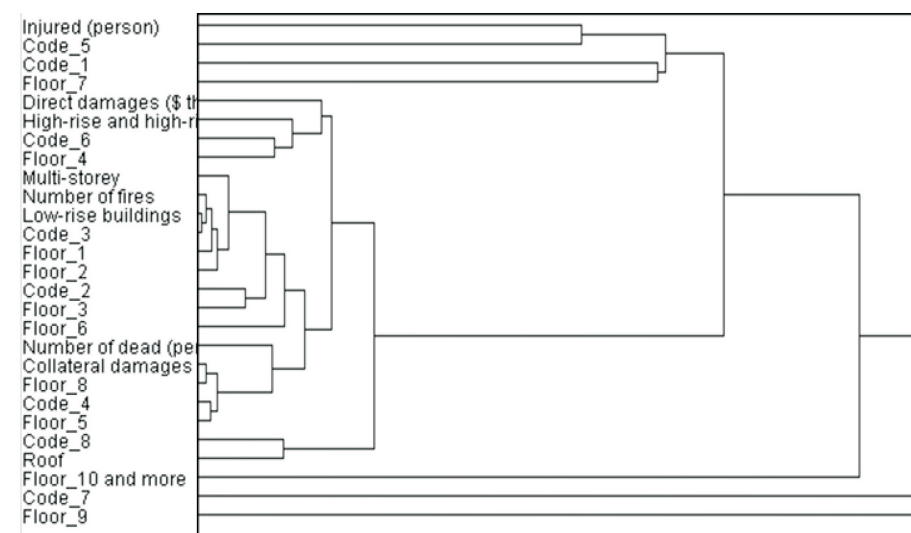 Injured (person)
Code_5
Code_1
Floor_7
Direct damages ($ th
High-rise and high-ri
Code_6
Floor_4
Multi-storey
Number of fires
Low-rise buildings
Code_3
Floor_1
Floor_2
Code_2
Floor_3
Floor_6
Number of dead (per
Collateral damages
Floor_8
Code_4
Floor_5
Code_8
Roof
Floor_10 and more
Code_7
Floor_9